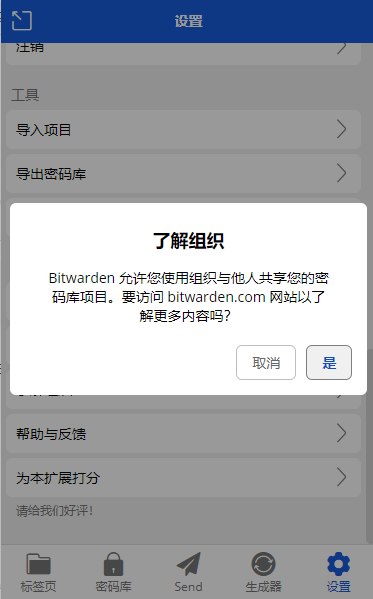 设置
注销
工具
导入项目
导出密码库
了解组织
Bitwarden 允许您使用组织与他人共享您的密
码库项目。要访问 bitwarden.com 网站以了
解更多内容吗？
取消
是
帮助与反馈
为本扩展打分
请给我们好评！
标签页
密码库
Send
生成器
设置